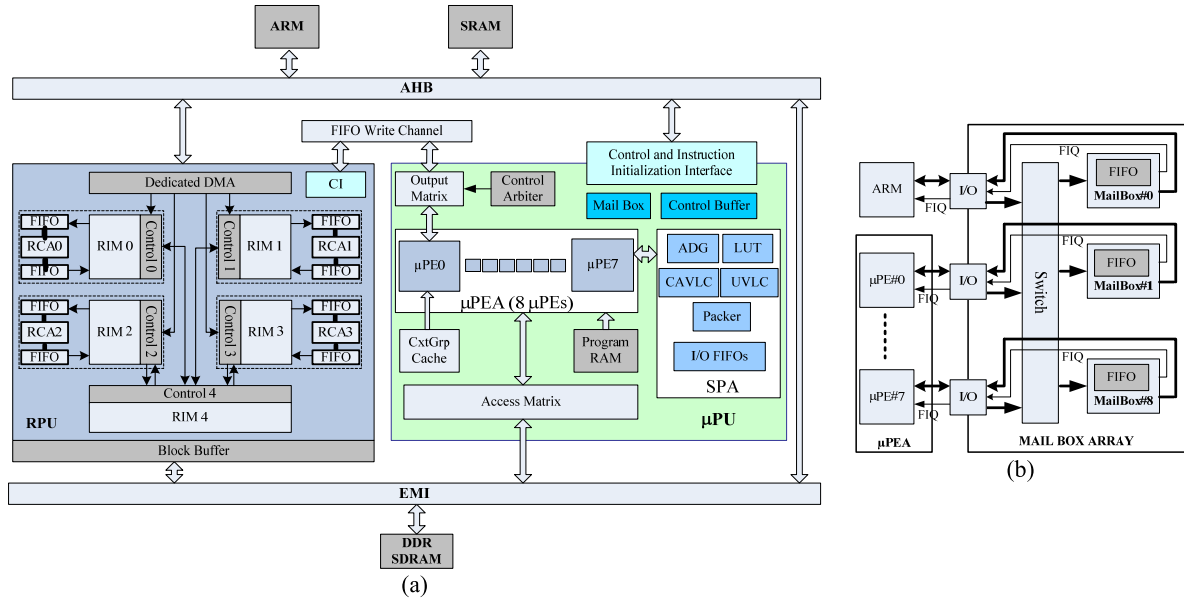 ARM
SRAM
AHB
FIFO Write Channel
Dedicated DMA
CI
FIFO
RCA0
FIFO
RIM 0
Control 0
Control 1
RIM 1
FIFO
RCA1
FIFO
FIFO
RCA2
FIFO
RIM 2
Control 2
Control 3
RIM 3
FIFO
RCA3
FIFO
Control 4
RIM 4
RPU
Block Buffer
Output
Matrix
Control
Arbiter
Control and Instruction
Initialization Interface
Mail Box
Control Buffer
µPE0
µPE7
µPEA (8 µPEs)
CxtGrp
Cache
Program
RAM
Access Matrix
ADG
LUT
CAVLC
UVLC
Packer
I/O FIFOs
SPA
µPU
EMI
DDR
SDRAM
(a)
ARM
FIQ
I/O
FIQ
FIFO
MailBox#0
µPE#0
FIQ
I/O
FIQ
FIFO
MailBox#1
Switch
µPE#7
FIQ
I/O
FIQ
FIFO
MailBox#8
µPEA
MAIL BOX ARRAY
(b)